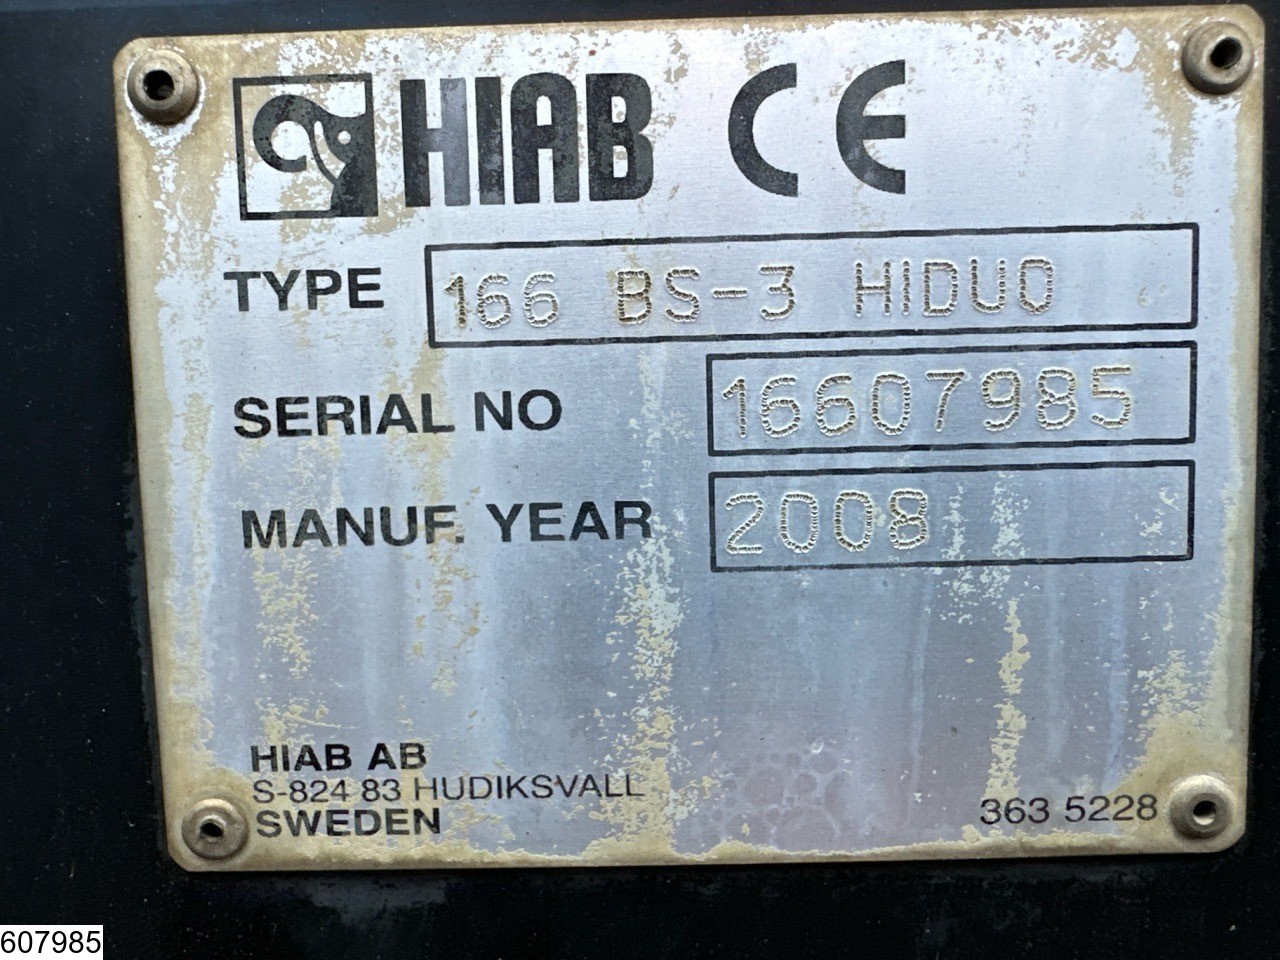 HIAB CE
TYPE 166 BS-3 HIDUO
SERIAL NO 16607985
MANUF. YEAR 2008
HIAB AB
S-824 83 HUDIKSVALL
SWEDEN
363 5228
607985